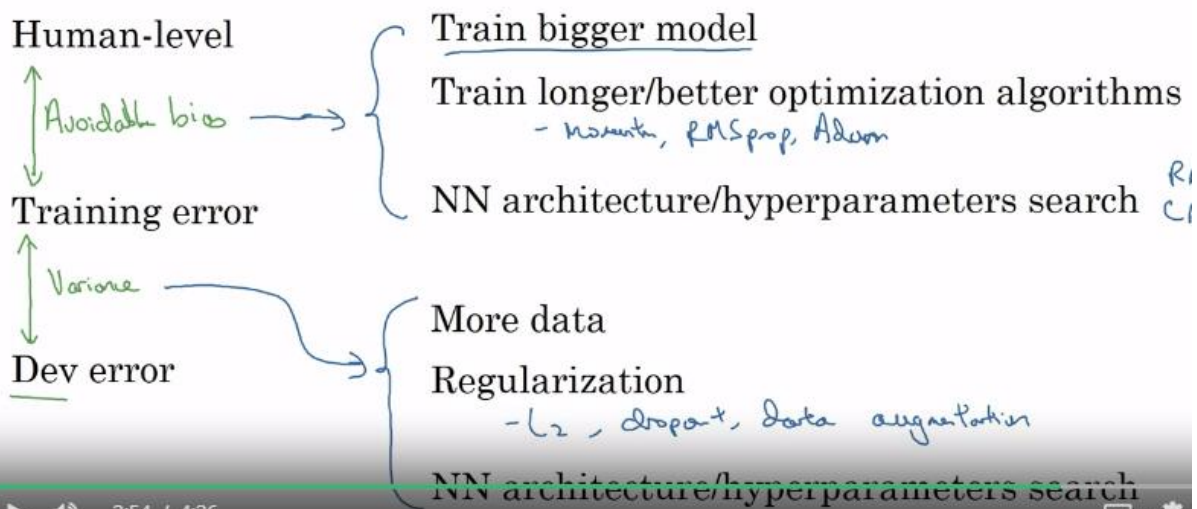 Human-level
Train bigger model
Avoidable bias
Train longer/better optimization algorithms
- Momentum, RMSprop, Adam
Training error
NN architecture/hyperparameters search
Variance
More data
Dev error
Regularization
- L2, dropout, data augmentation
NN architecture/hyperparameters search